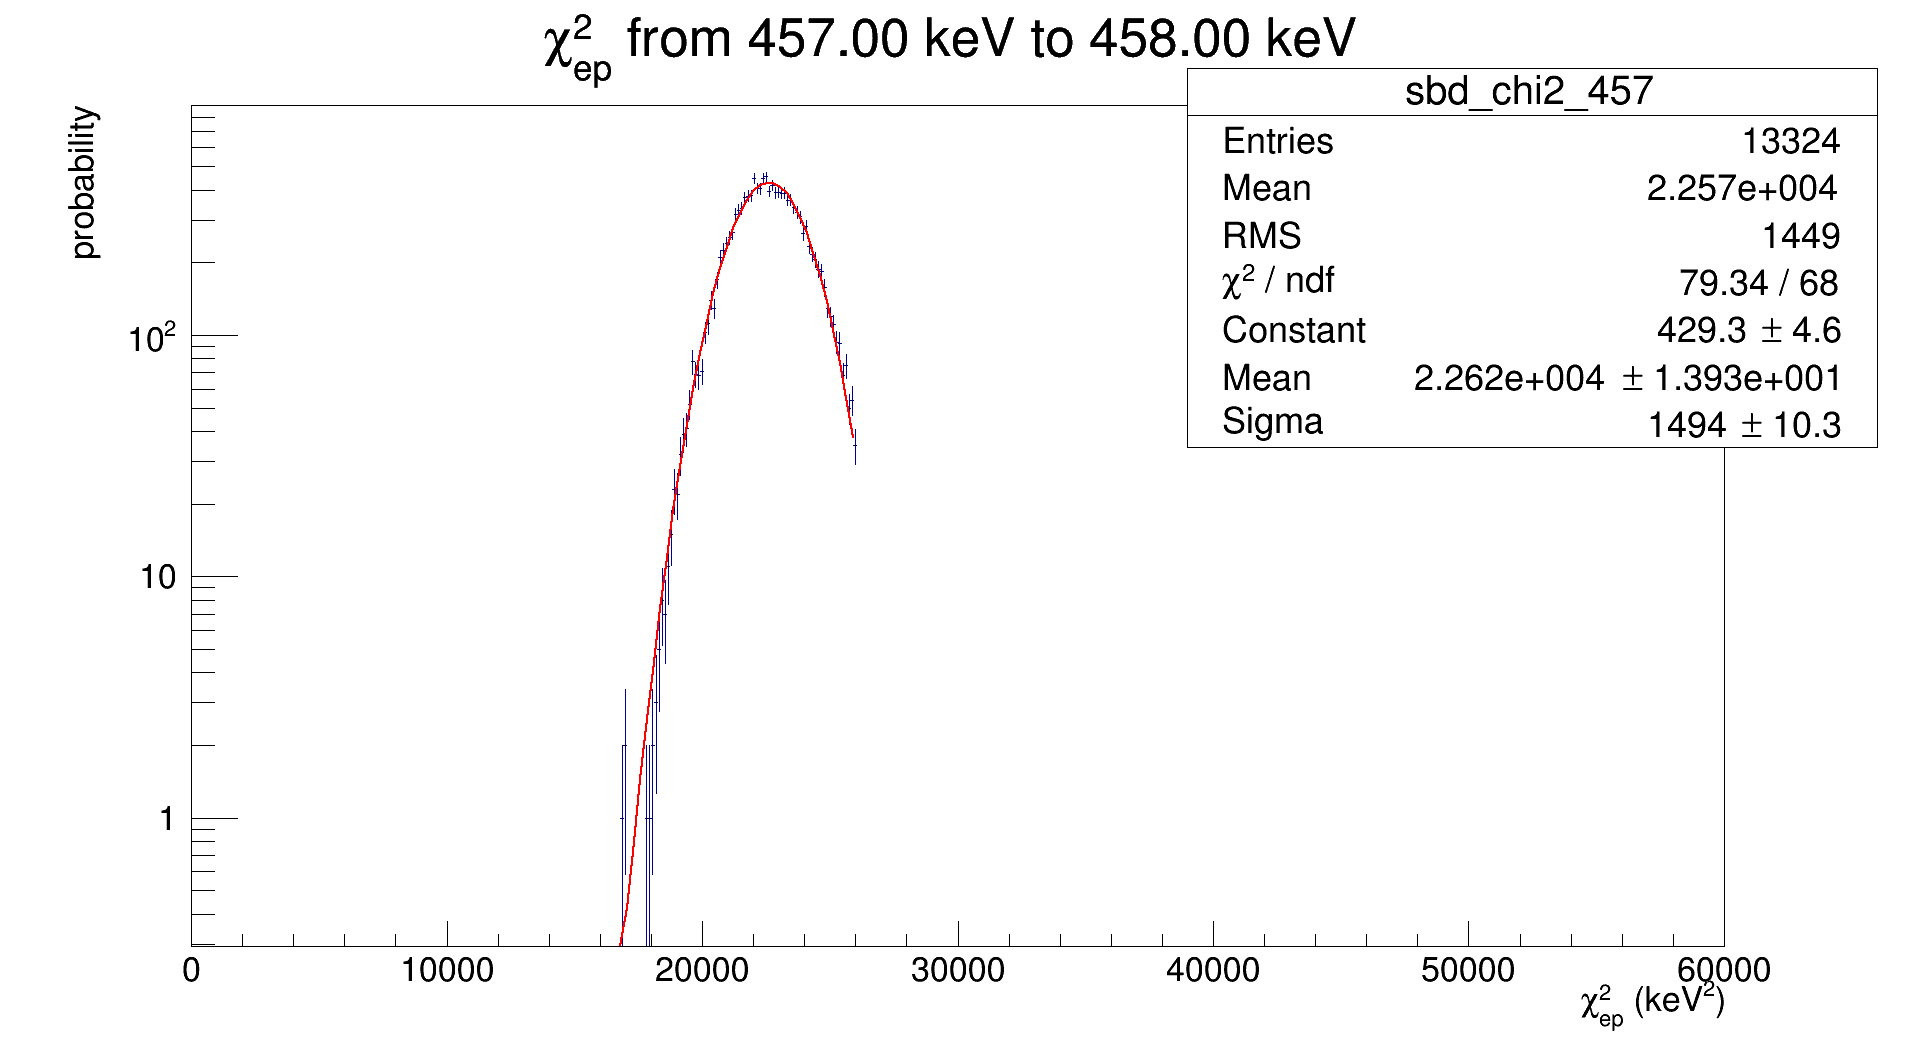 χ²ep from 457.00 keV to 458.00 keV
probability
sbd_chi2_457
Entries 13324
Mean 2.257e+004
RMS 1449
χ² / ndf 79.34 / 68
Constant 429.3 ± 4.6
Mean 2.262e+004 ± 1.393e+001
Sigma 1494 ± 10.3
10²
10
1
0 10000 20000 30000 40000 50000 60000
χ²ep (keV²)